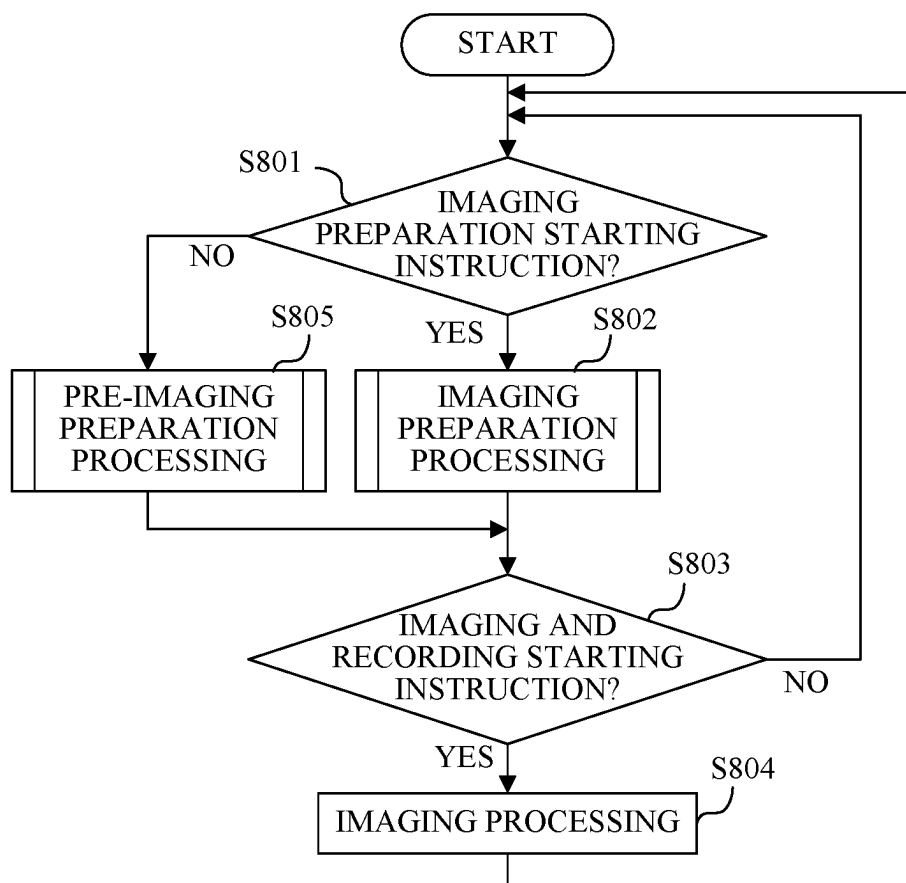 START
S801
IMAGING
PREPARATION STARTING
INSTRUCTION?
NO
YES
S805
S802
PRE-IMAGING
PREPARATION
PROCESSING
IMAGING
PREPARATION
PROCESSING
S803
IMAGING AND
RECORDING STARTING
INSTRUCTION?
NO
YES
S804
IMAGING PROCESSING